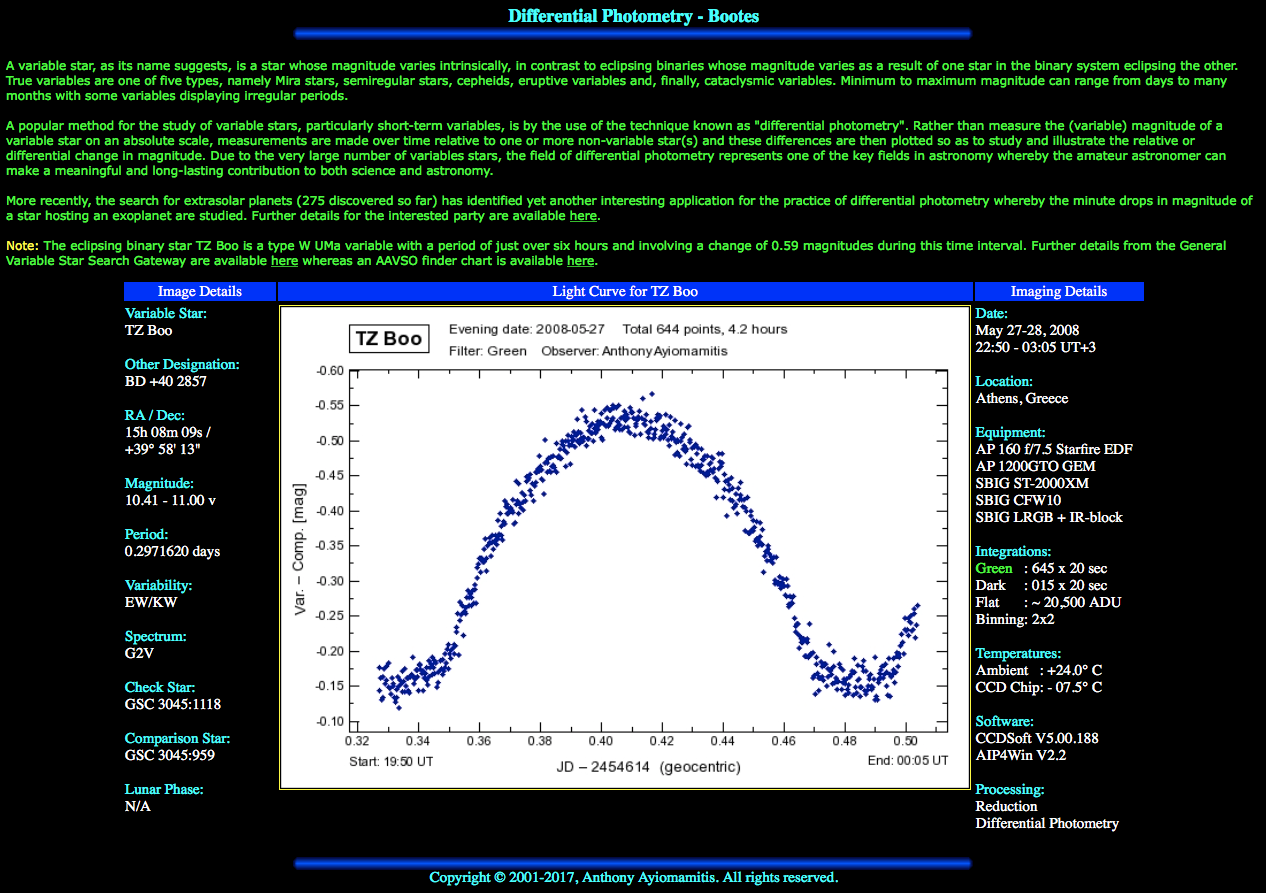 Differential Photometry - Bootes
A variable star, as its name suggests, is a star whose magnitude varies intrinsically, in contrast to eclipsing binaries whose magnitude varies as a result of one star in the binary system eclipsing the other.
True variables are one of five types, namely Mira stars, semiregular stars, cepheids, eruptive variables and, finally, cataclysmic variables. Minimum to maximum magnitude can range from days to many
months with some variables displaying irregular periods.
A popular method for the study of variable stars, particularly short-term variables, is by the use of the technique known as "differential photometry". Rather than measure the (variable) magnitude of a
variable star on an absolute scale, measurements are made over time relative to one or more non-variable star(s) and these differences are then plotted so as to study and illustrate the relative or
differential change in magnitude. Due to the very large number of variables stars, the field of differential photometry represents one of the key fields in astronomy whereby the amateur astronomer can
make a meaningful and long-lasting contribution to both science and astronomy.
More recently, the search for extrasolar planets (275 discovered so far) has identified yet another interesting application for the practice of differential photometry whereby the minute drops in magnitude of
a star hosting an exoplanet are studied. Further details for the interested party are available here.
Note: The eclipsing binary star TZ Boo is a type W UMa variable with a period of just over six hours and involving a change of 0.59 magnitudes during this time interval. Further details from the General
Variable Star Search Gateway are available here whereas an AAVSO finder chart is available here.
Image Details
Variable Star:
TZ Boo
Other Designation:
BD +40 2857
RA / Dec:
15h 08m 09s /
+39° 58' 13"
Magnitude:
10.41 - 11.00 v
Period:
0.2971620 days
Variability:
EW/KW
Spectrum:
G2V
Check Star:
GSC 3045:1118
Comparison Star:
GSC 3045:959
Lunar Phase:
N/A
Light Curve for TZ Boo
TZ Boo
Evening date: 2008-05-27 Total 644 points, 4.2 hours
Filter: Green Observer: Anthony Ayiomamitis
Var. – Comp. [mag]
-0.60
-0.55
-0.50
-0.45
-0.40
-0.35
-0.30
-0.25
-0.20
-0.15
-0.10
0.32 0.34 0.36 0.38 0.40 0.42 0.44 0.46 0.48 0.50
Start: 19:50 UT
JD – 2454614 (geocentric)
End: 00:05 UT
Imaging Details
Date:
May 27-28, 2008
22:50 - 03:05 UT+3
Location:
Athens, Greece
Equipment:
AP 160 f/7.5 Starfire EDF
AP 1200GTO GEM
SBIG ST-2000XM
SBIG CFW10
SBIG LRGB + IR-block
Integrations:
Green : 645 x 20 sec
Dark : 015 x 20 sec
Flat : ~ 20,500 ADU
Binning: 2x2
Temperatures:
Ambient : +24.0° C
CCD Chip: - 07.5° C
Software:
CCDSoft V5.00.188
AIP4Win V2.2
Processing:
Reduction
Differential Photometry
Copyright © 2001-2017, Anthony Ayiomamitis. All rights reserved.